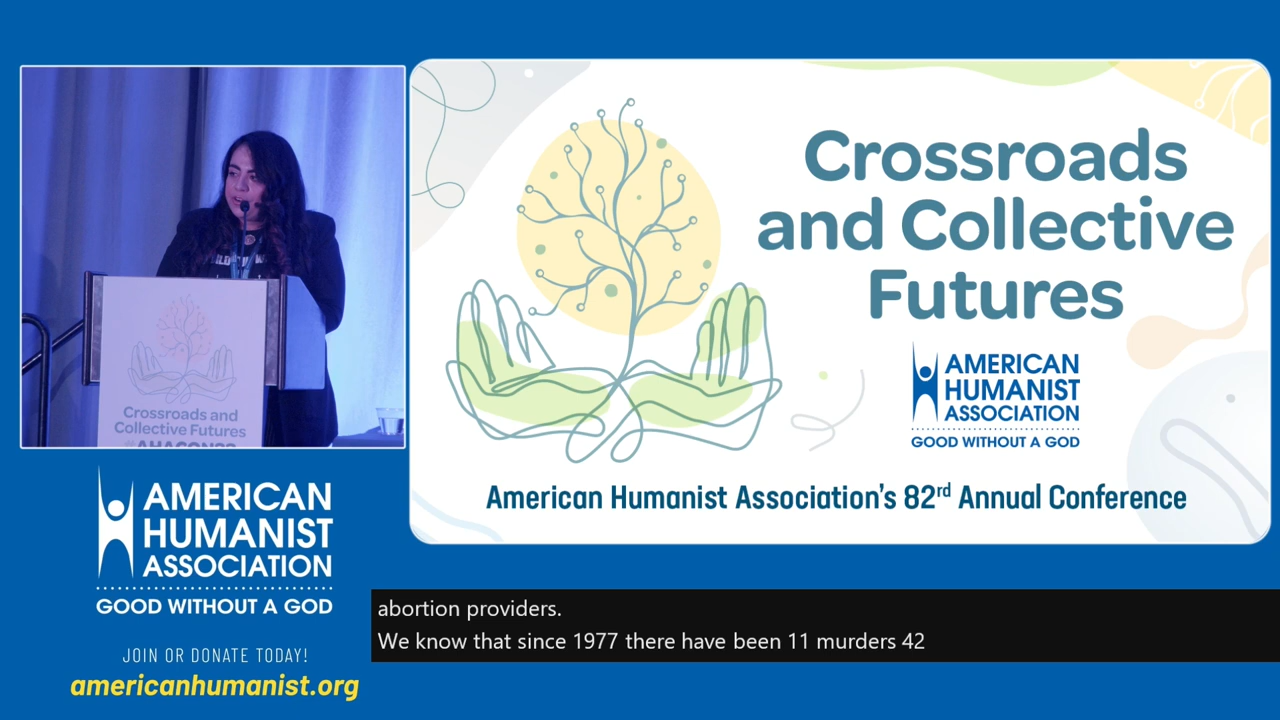 Crossroads and
Collective Futures
Crossroads
and Collective
Futures
AMERICAN
HUMANIST
ASSOCIATION
GOOD WITHOUT A GOD
American Humanist Association's 82rd Annual Conference
AMERICAN
HUMANIST
ASSOCIATION
GOOD WITHOUT A GOD
JOIN OR DONATE TODAY!
americanhumanist.org
abortion providers.
We know that since 1977 there have been 11 murders 42